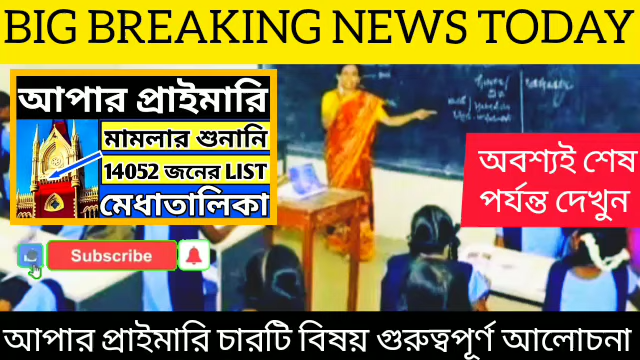 BIG BREAKING NEWS TODAY
আপার প্রাইমারি
মামলার শুনানি
14052 জনের LIST
মেধাতালিকা
অবশ্যই শেষ
পর্যন্ত দেখুন
Subscribe
আপার প্রাইমারি চারটি বিষয় গুরুত্বপূর্ণ আলোচনা